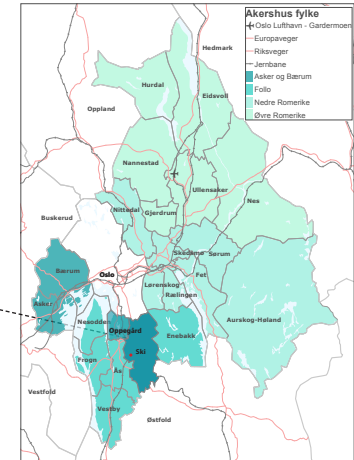 Akershus fylke
Oslo Lufthavn - Gardermoen
Europaveger
Riksveger
Jernbane
Asker og Bærum
Follo
Nedre Romerike
Øvre Romerike
Hedmark
Hurdal
Eidsvoll
Oppland
Nannestad
Ullensaker
Nes
Nittedal
Gjerdrum
Buskerud
Skedsmo
Sørum
Bærum
Oslo
Fet
Lørenskog
Rælingen
Asker
Nesodden
Aurskog-Høland
Oppegård
Enebakk
Ski
Frogn
Ås
Vestfold
Vestby
Østfold